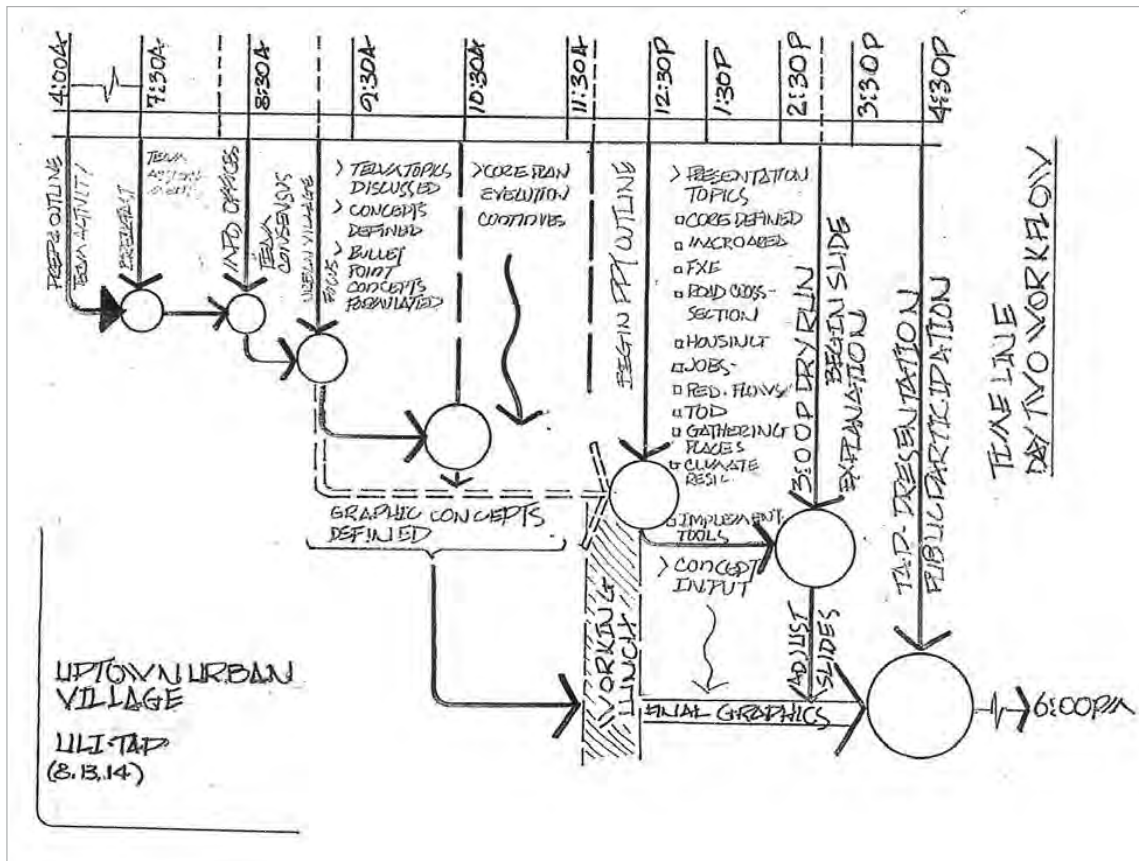 4:00A
7:30A
8:30A
9:30A
10:30A
11:30A
12:30P
1:30P
2:30P
3:30P
4:30P
PREP & OUTLINE
TEAM ACTIVITY
BREAKFAST
TEAM
INFO, OFFICES
TEAM
CONSENSUS
URBAN VILLAGE
FOCUS
> TEAM TOPICS
DISCUSSED
> CONCEPTS
DEFINED
> BULLET
POINT
CONCEPTS
FORMULATED
> CORE PLAN
EVOLUTION
CONTINUES
BEGIN PPT OUTLINE
> PRESENTATION
TOPICS
CORE DEFINED
MACRO AREA
FXE
ROAD CROSS-
SECTION
HOUSING
JOBS
PED. FLOWS
TOD
GATHERING
PLACES
CLIMATE
RESIL.
IMPLEMENT.
TOOLS
> CONCEPT
INPUT
3:00P DRY RUN
BEGIN SLIDE
EXPLANATION
TAP-PRESENTATION
PUBLIC PARTICIPATION
TIME LINE
DAY TWO WORKFLOW
GRAPHIC CONCEPTS
DEFINED
WORKING
LUNCH
ADJUST
SLIDES
FINAL GRAPHICS
6:00PM
UPTOWN URBAN
VILLAGE
ULI-TAP
(8.13.14)